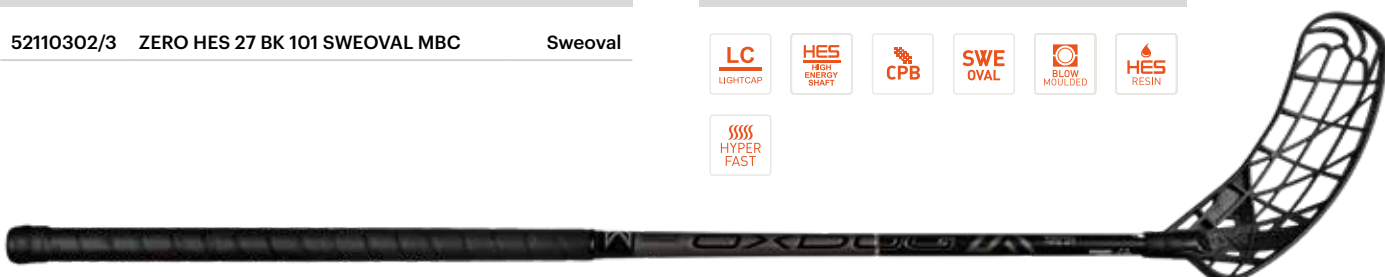 52110302/3 ZERO HES 27 BK 101 SWEOVAL MBC Sweoval
LC
LIGHTCAP
HES
HIGH
ENERGY
SHAFT
CPB
SWE
OVAL
BLOW
MOULDED
HES
RESIN
HYPER
FAST
OXDOG